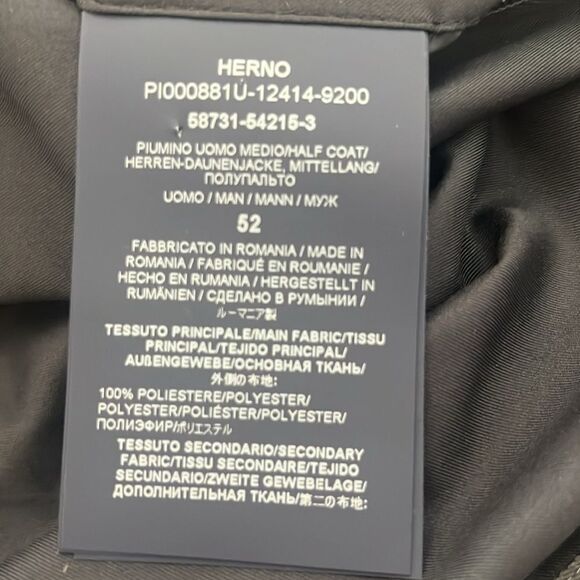 HERNO
PI000881U-12414-9200
58731-54215-3
PIUMINO UOMO MEDIO/HALF COAT/
HERREN-DAUNENJACKE, MITTELLANG/
ПОЛУПАЛЬТО
UOMO / MAN / MANN / МУЖ
52
FABBRICATO IN ROMANIA / MADE IN
ROMANIA / FABRIQUÉ EN ROUMANIE /
HECHO EN RUMANIA / HERGESTELLT IN
RUMÄNIEN / СДЕЛАНО В РУМЫНИИ /
ルーマニア製
TESSUTO PRINCIPALE/MAIN FABRIC/TISSU
PRINCIPAL/TEJIDO PRINCIPAL/
AUßENGEWEBE/ОСНОВНАЯ ТКАНЬ/
外側の布地:
100% POLIESTERE/POLYESTER/
POLYESTER/POLIÉSTER/POLYESTER/
ПОЛИЭФИР/ポリエステル
TESSUTO SECONDARIO/SECONDARY
FABRIC/TISSU SECONDAIRE/TEJIDO
SECUNDARIO/ZWEITE GEWEBELAGE/
ДОПОЛНИТЕЛЬНАЯ ТКАНЬ/第二の布地: